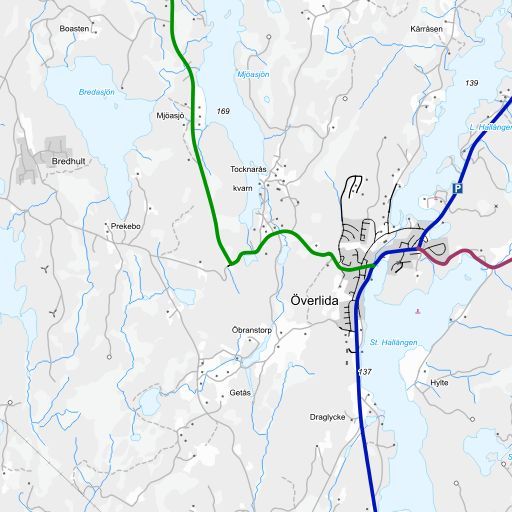 Boasten
Kärråsen
Mjöasjön
139
Bredasjön
169
Mjöasjö
L. Hallången
Bredhult
Tocknarås
kvarn
P
Prekebo
Överlida
Öbranstorp
St. Hallången
137
Hylte
Getås
Draglycke
S